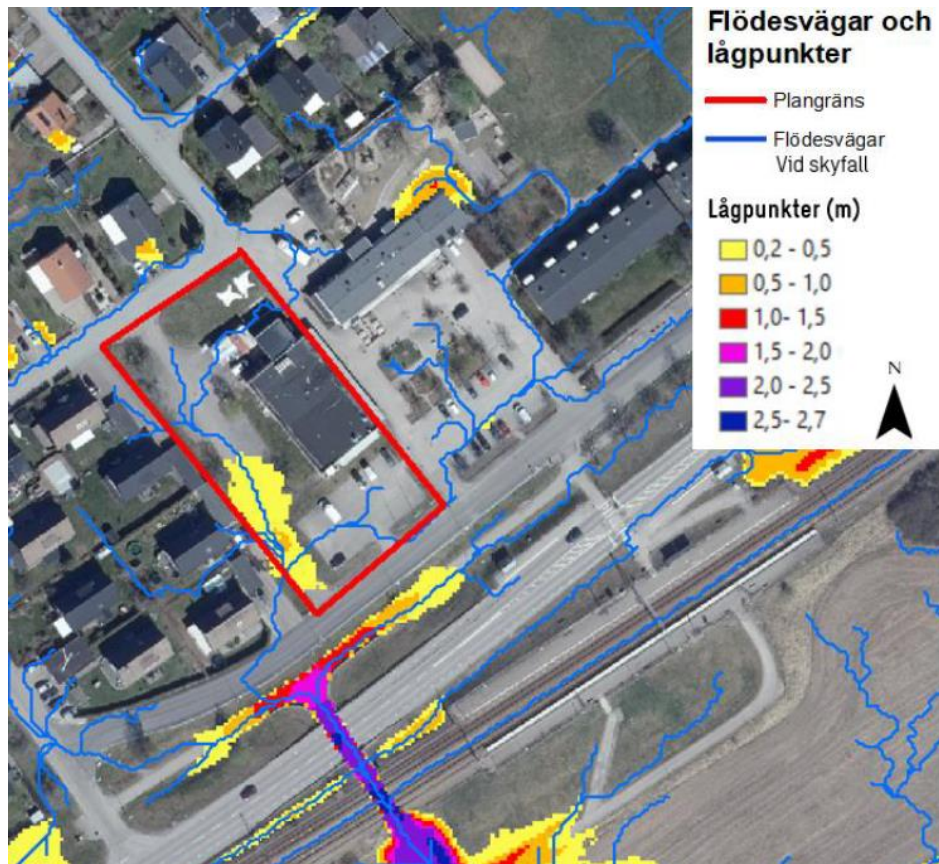 Flödesvägar och
lågpunkter
Plangräns
Flödesvägar
Vid skyfall
Lågpunkter (m)
0,2 - 0,5
0,5 - 1,0
1,0- 1,5
1,5 - 2,0
2,0 - 2,5
2,5- 2,7
N